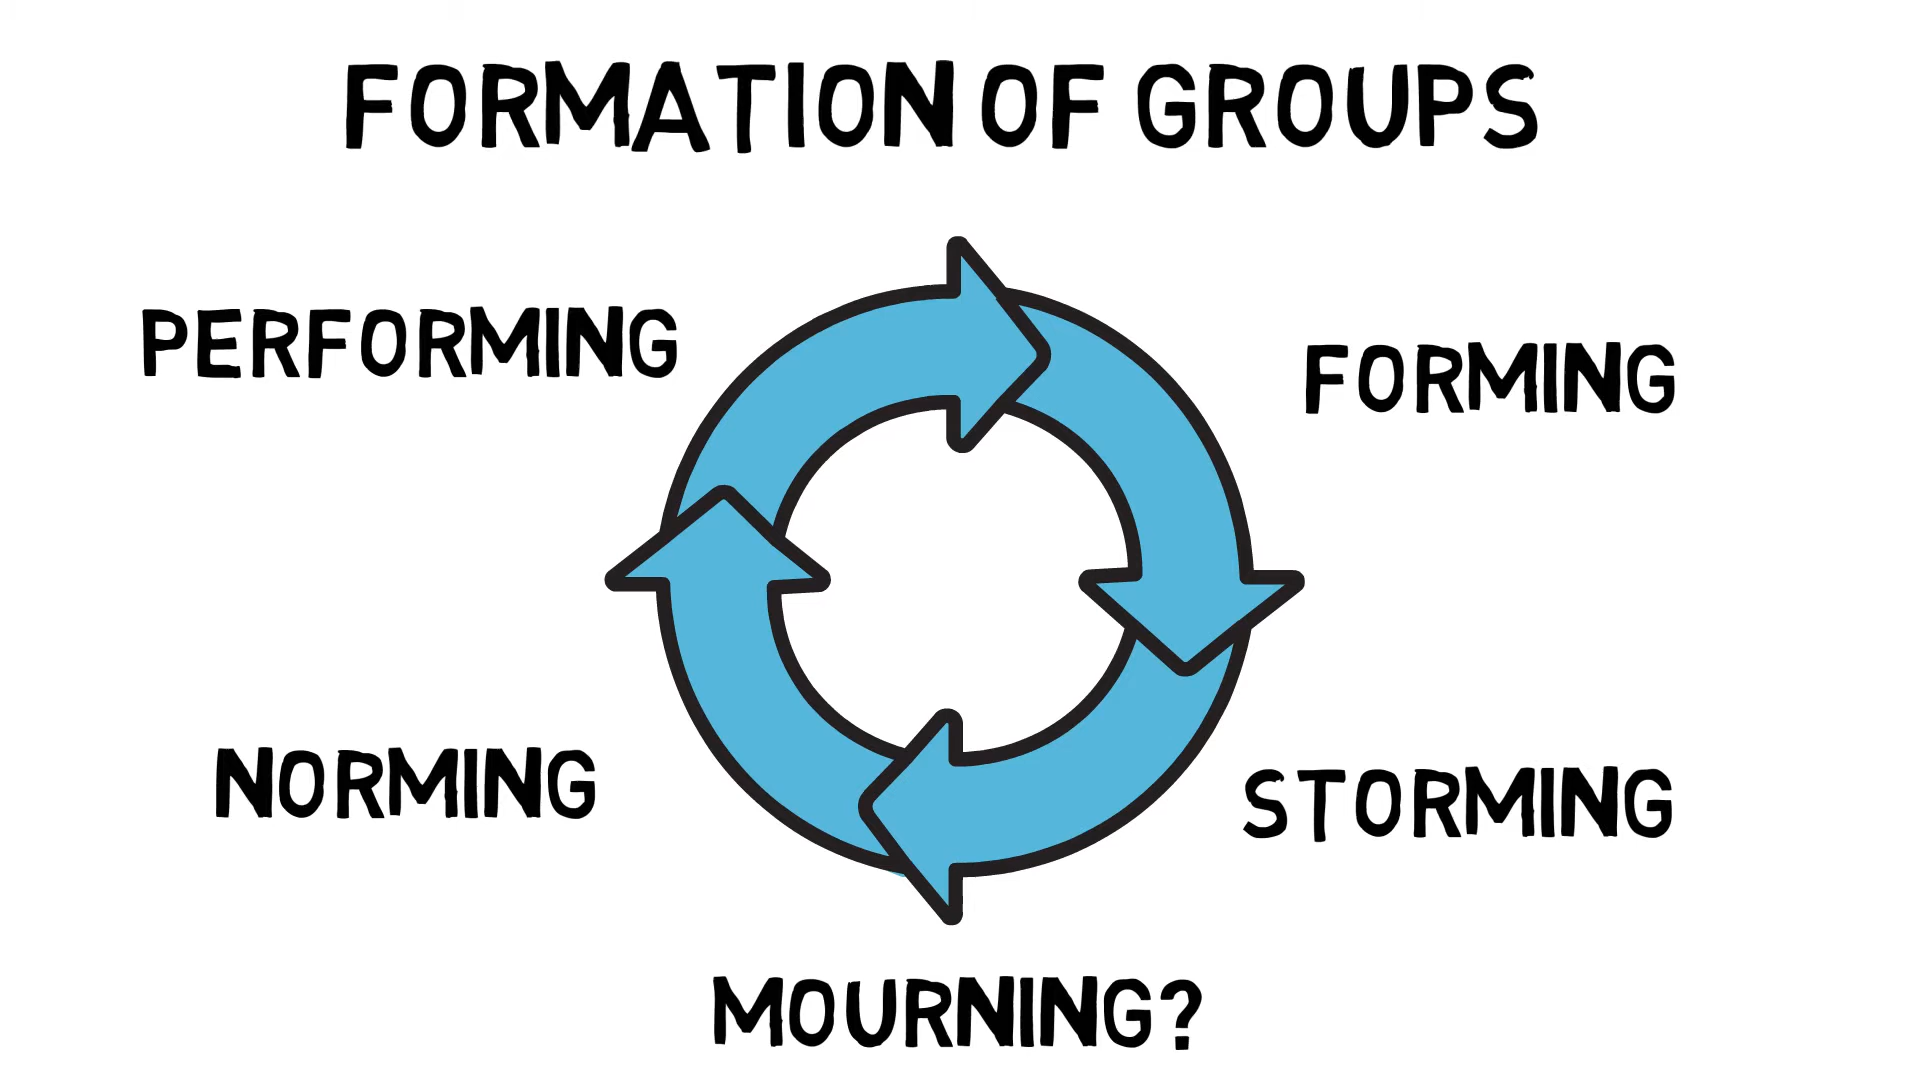 FORMATION OF GROUPS
PERFORMING
FORMING
NORMING
STORMING
MOURNING?